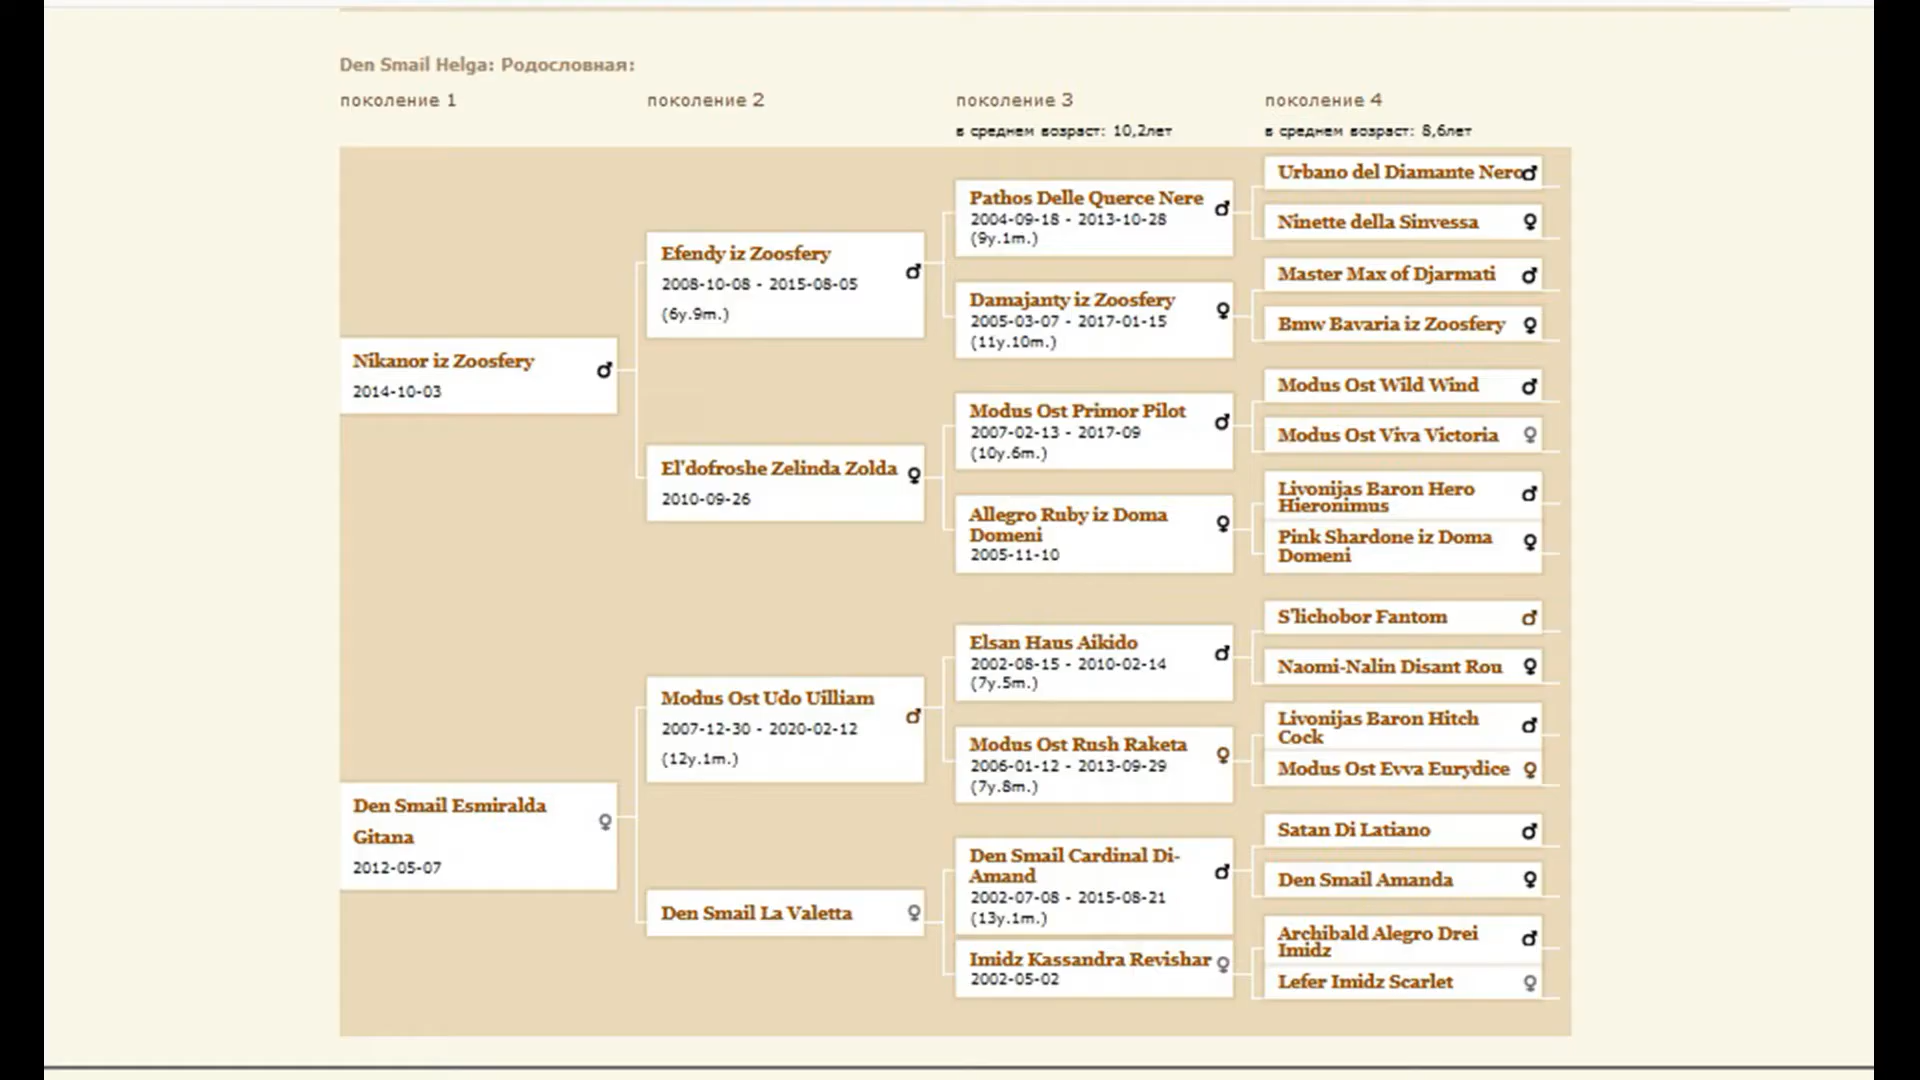 Den Smail Helga: Родословная:
поколение 1
поколение 2
поколение 3
поколение 4
в среднем возраст: 10,2лет
в среднем возраст: 8,6лет
Nikanor iz Zoosfery
2014-10-03
Den Smail Esmiralda
Gitana
2012-05-07
Efendy iz Zoosfery
2008-10-08 - 2015-08-05
(6y.9m.)
El'dofroshe Zelinda Zolda
2010-09-26
Modus Ost Udo Uilliam
2007-12-30 - 2020-02-12
(12y.1m.)
Den Smail La Valetta
Pathos Delle Querce Nere
2004-09-18 - 2013-10-28
(9y.1m.)
Damajanty iz Zoosfery
2005-03-07 - 2017-01-15
(11y.10m.)
Modus Ost Primor Pilot
2007-02-13 - 2017-09
(10y.6m.)
Allegro Ruby iz Doma
Domeni
2005-11-10
Elsan Haus Aikido
2002-08-15 - 2010-02-14
(7y.5m.)
Modus Ost Rush Raketa
2006-01-12 - 2013-09-29
(7y.8m.)
Den Smail Cardinal Di-
Amand
2002-07-08 - 2015-08-21
(13y.1m.)
Imidz Kassandra Revishar
2002-05-02
Urbano del Diamante Nero
Ninette della Sinvessa
Master Max of Djarmati
Bmw Bavaria iz Zoosfery
Modus Ost Wild Wind
Modus Ost Viva Victoria
Livonijas Baron Hero
Hieronimus
Pink Shardone iz Doma
Domeni
S'lichobor Fantom
Naomi-Nalin Disant Rou
Livonijas Baron Hitch
Cock
Modus Ost Evva Eurydice
Satan Di Latiano
Den Smail Amanda
Archibald Alegro Drei
Imidz
Lefer Imidz Scarlet